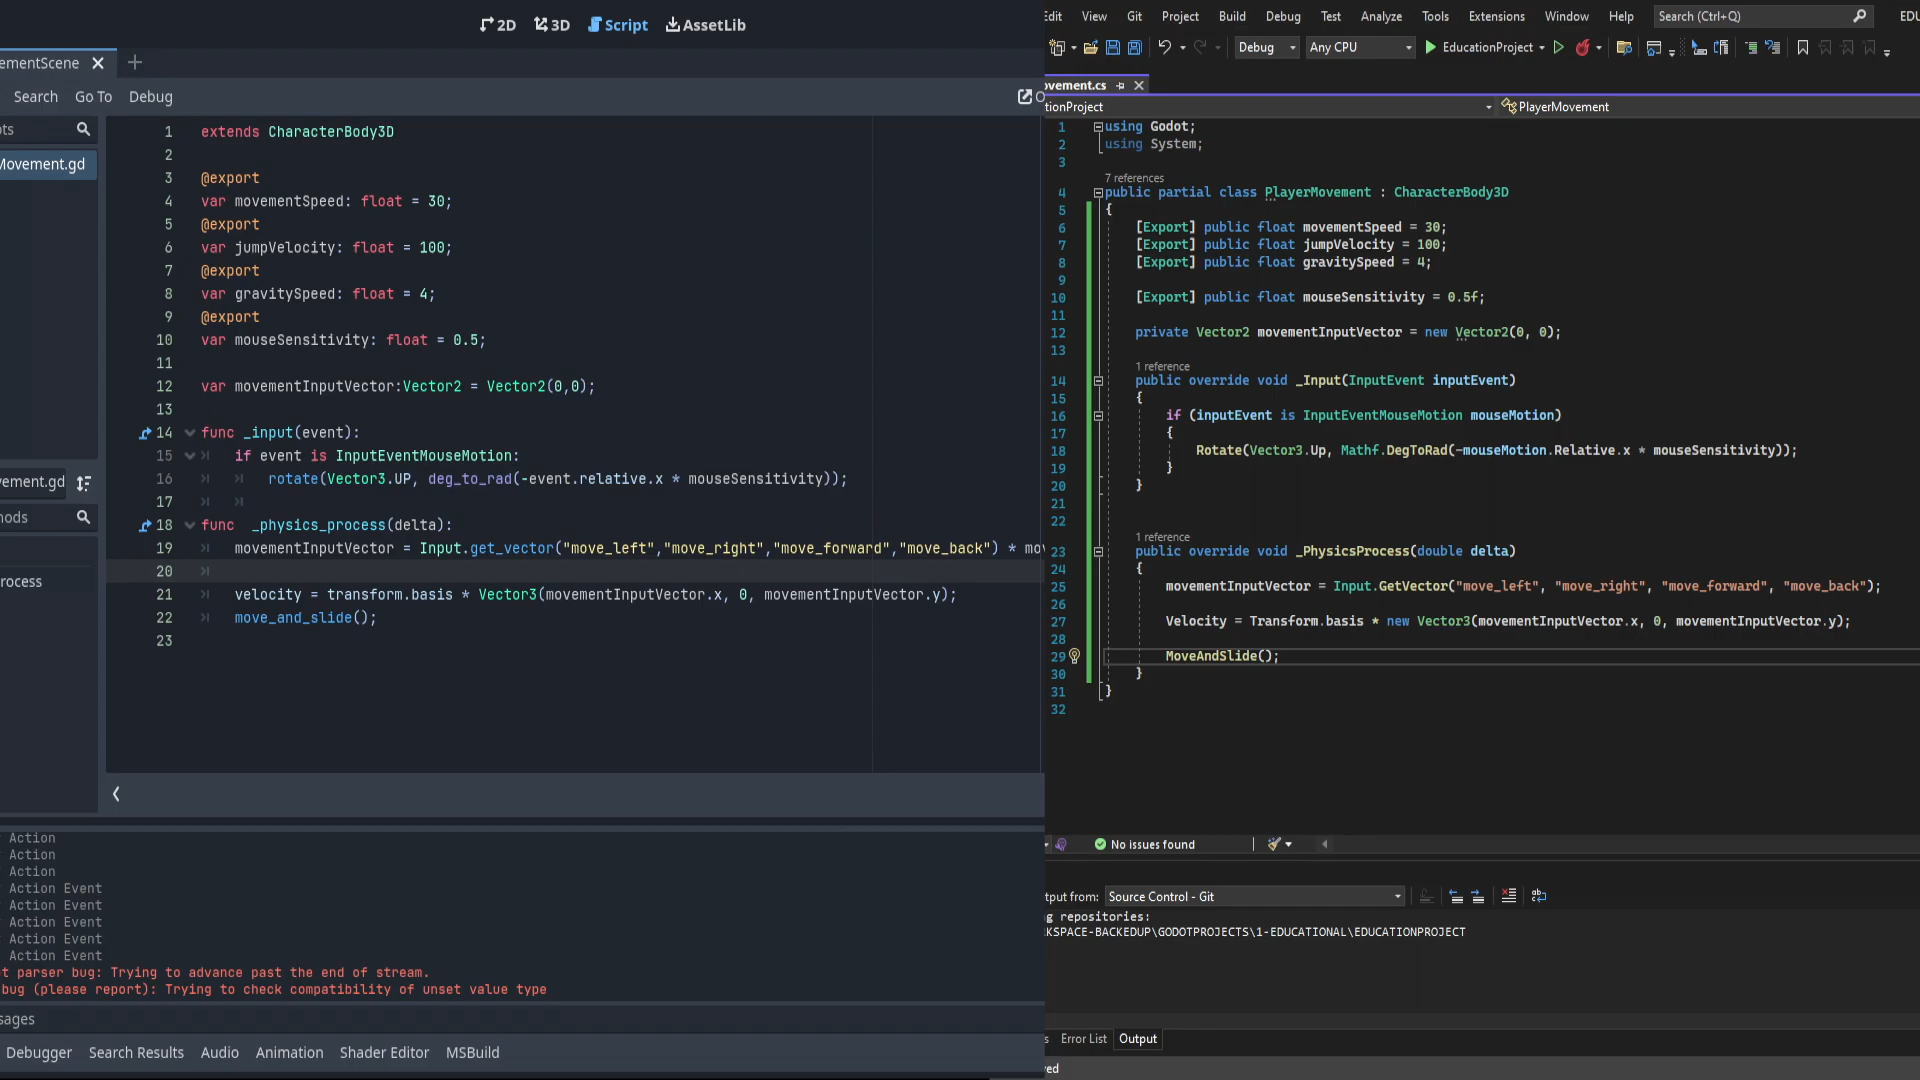 2D 3D Script AssetLib
ementScene
Search Go To Debug
ots
Movement.gd
ement.gd
hods
rocess
1 extends CharacterBody3D
2
3 @export
4 var movementSpeed: float = 30;
5 @export
6 var jumpVelocity: float = 100;
7 @export
8 var gravitySpeed: float = 4;
9 @export
10 var mouseSensitivity: float = 0.5;
11
12 var movementInputVector:Vector2 = Vector2(0,0);
13
14 func _input(event):
15 if event is InputEventMouseMotion:
16 rotate(Vector3.UP, deg_to_rad(-event.relative.x * mouseSensitivity));
17
18 func _physics_process(delta):
19 movementInputVector = Input.get_vector("move_left","move_right","move_forward","move_back") * mov
20
21 velocity = transform.basis * Vector3(movementInputVector.x, 0, movementInputVector.y);
22 move_and_slide();
23
Action
Action
Action
Action Event
Action Event
Action Event
Action Event
Action Event
t parser bug: Trying to advance past the end of stream.
bug (please report): Trying to check compatibility of unset value type
sages
Debugger Search Results Audio Animation Shader Editor MSBuild
Edit View Git Project Build Debug Test Analyze Tools Extensions Window Help Search (Ctrl+Q) EDU
Debug Any CPU EducationProject
ovement.cs
tionProject PlayerMovement
1 using Godot;
2 using System;
3
7 references
4 public partial class PlayerMovement : CharacterBody3D
5 {
6 [Export] public float movementSpeed = 30;
7 [Export] public float jumpVelocity = 100;
8 [Export] public float gravitySpeed = 4;
9
10 [Export] public float mouseSensitivity = 0.5f;
11
12 private Vector2 movementInputVector = new Vector2(0, 0);
13
1 reference
14 public override void _Input(InputEvent inputEvent)
15 {
16 if (inputEvent is InputEventMouseMotion mouseMotion)
17 {
18 Rotate(Vector3.Up, Mathf.DegToRad(-mouseMotion.Relative.x * mouseSensitivity));
19 }
20 }
21
22
1 reference
23 public override void _PhysicsProcess(double delta)
24 {
25 movementInputVector = Input.GetVector("move_left", "move_right", "move_forward", "move_back");
26
27 Velocity = Transform.basis * new Vector3(movementInputVector.x, 0, movementInputVector.y);
28
29 MoveAndSlide();
30 }
31 }
32
No issues found
tput from: Source Control - Git
g repositories:
KSPACE-BACKEDUP\GODOTPROJECTS\1-EDUCATIONAL\EDUCATIONPROJECT
s Error List Output
ved